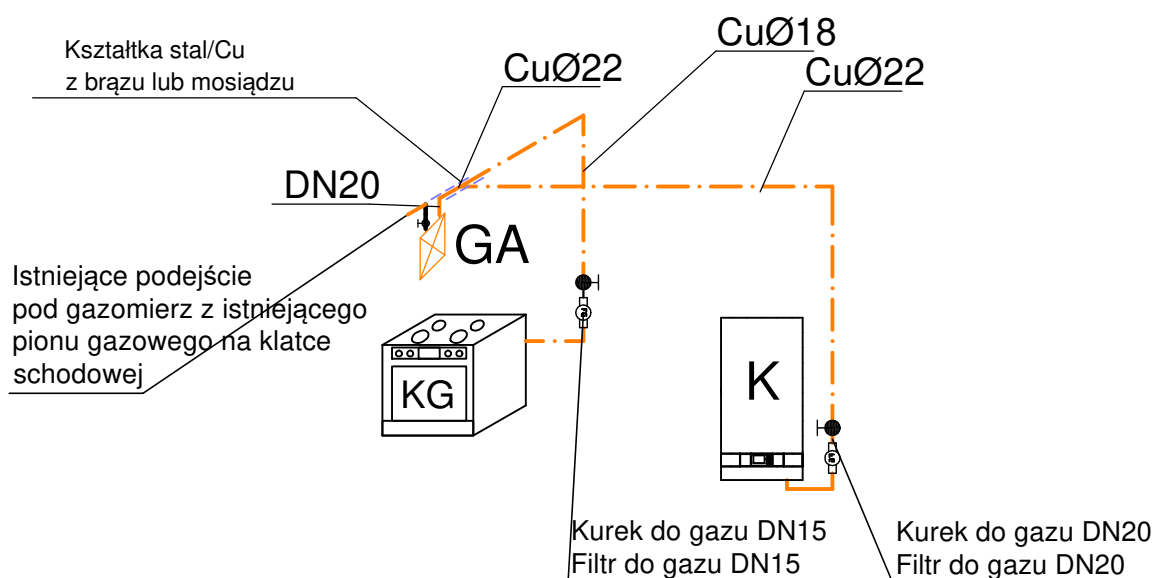 CuØ18
Kształtka stal/Cu
z brązu lub mosiądzu
CuØ22
CuØ22
DN20
GA
Istniejące podejście
pod gazomierz z istniejącego
pionu gazowego na klatce
schodowej
KG
K
Kurek do gazu DN15
Filtr do gazu DN15
Kurek do gazu DN20
Filtr do gazu DN20